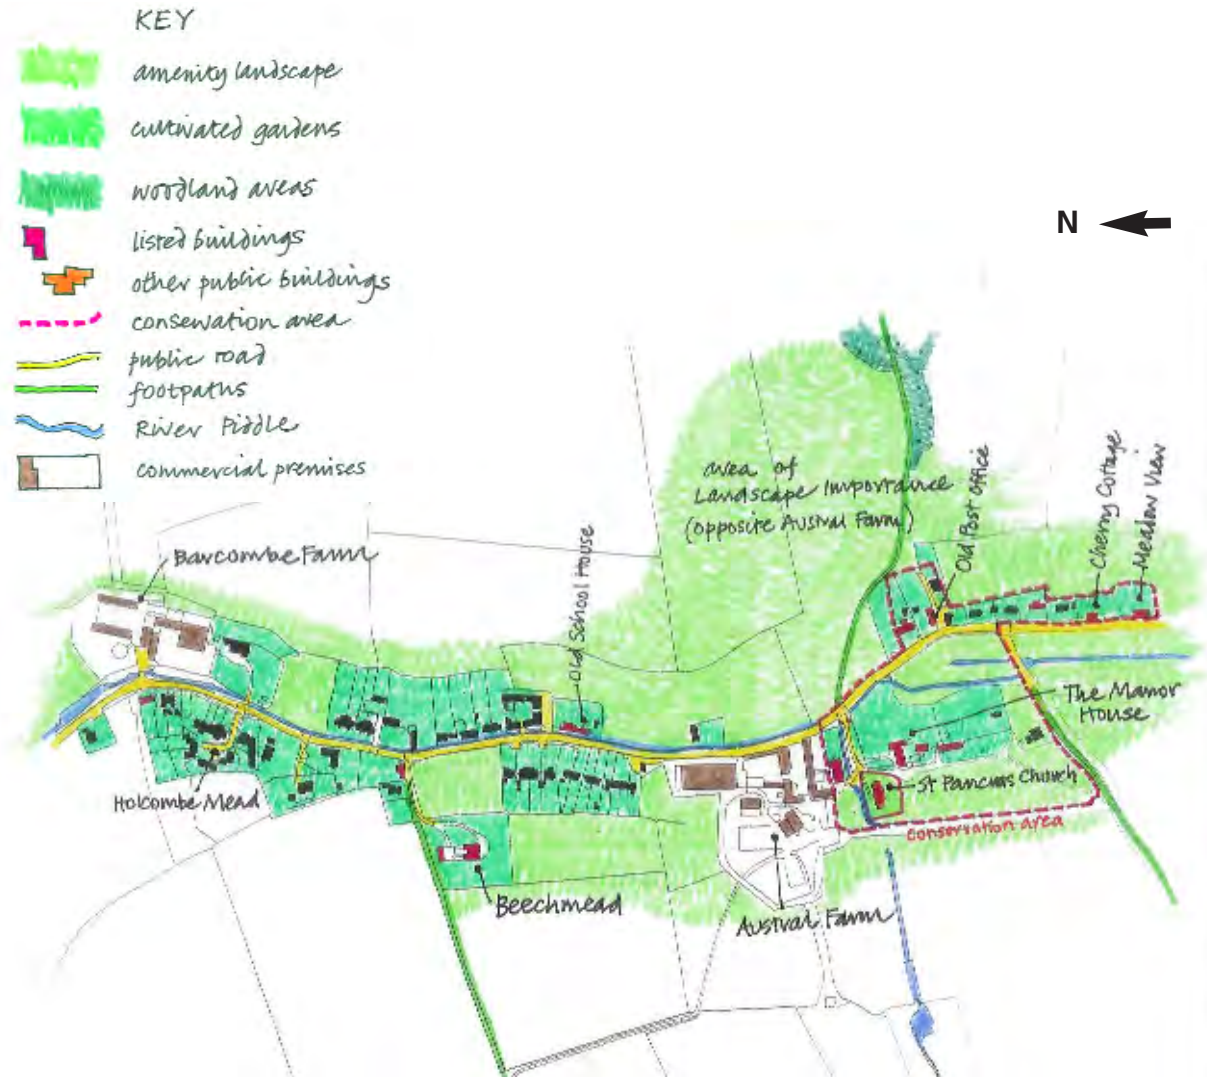 KEY
amenity landscape
cultivated gardens
woodland areas
listed buildings
other public buildings
conservation area
public road
footpaths
River Piddle
commercial premises
N
area of
Landscape Importance
(opposite Austral Farm)
Old Post Office
Cherry Cottage
Meadow View
Barcombe Farm
Old School House
The Manor
House
Holcombe Mead
St Pancras Church
conservation area
Beechmead
Austral Farm